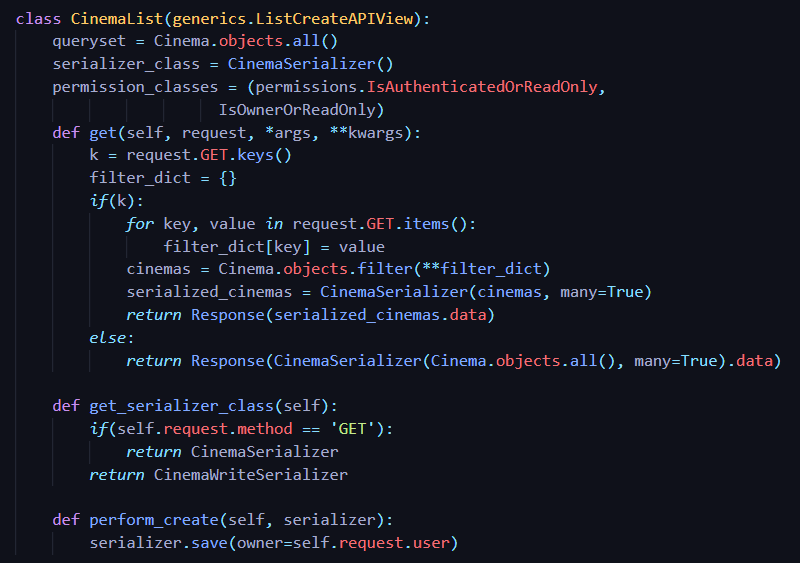 class CinemaList(generics.ListCreateAPIView):
    queryset = Cinema.objects.all()
    serializer_class = CinemaSerializer()
    permission_classes = (permissions.IsAuthenticatedOrReadOnly,
                      IsOwnerOrReadOnly)
    def get(self, request, *args, **kwargs):
        k = request.GET.keys()
        filter_dict = {}
        if(k):
            for key, value in request.GET.items():
                filter_dict[key] = value
            cinemas = Cinema.objects.filter(**filter_dict)
            serialized_cinemas = CinemaSerializer(cinemas, many=True)
            return Response(serialized_cinemas.data)
        else:
            return Response(CinemaSerializer(Cinema.objects.all(), many=True).data)

    def get_serializer_class(self):
        if(self.request.method == 'GET'):
            return CinemaSerializer
        return CinemaWriteSerializer

    def perform_create(self, serializer):
        serializer.save(owner=self.request.user)